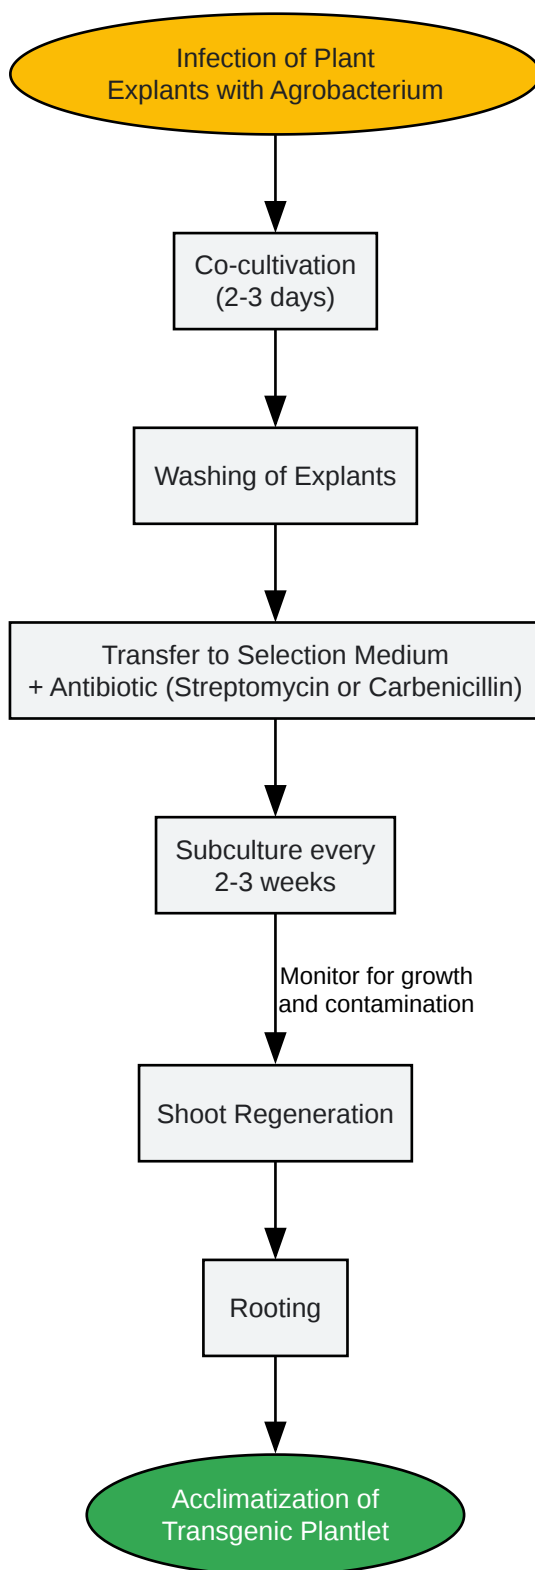 Infection of Plant
Explants with Agrobacterium
Co-cultivation
(2-3 days)
Washing of Explants
Transfer to Selection Medium
+ Antibiotic (Streptomycin or Carbenicillin)
Subculture every
2-3 weeks
Monitor for growth
and contamination
Shoot Regeneration
Rooting
Acclimatization of
Transgenic Plantlet